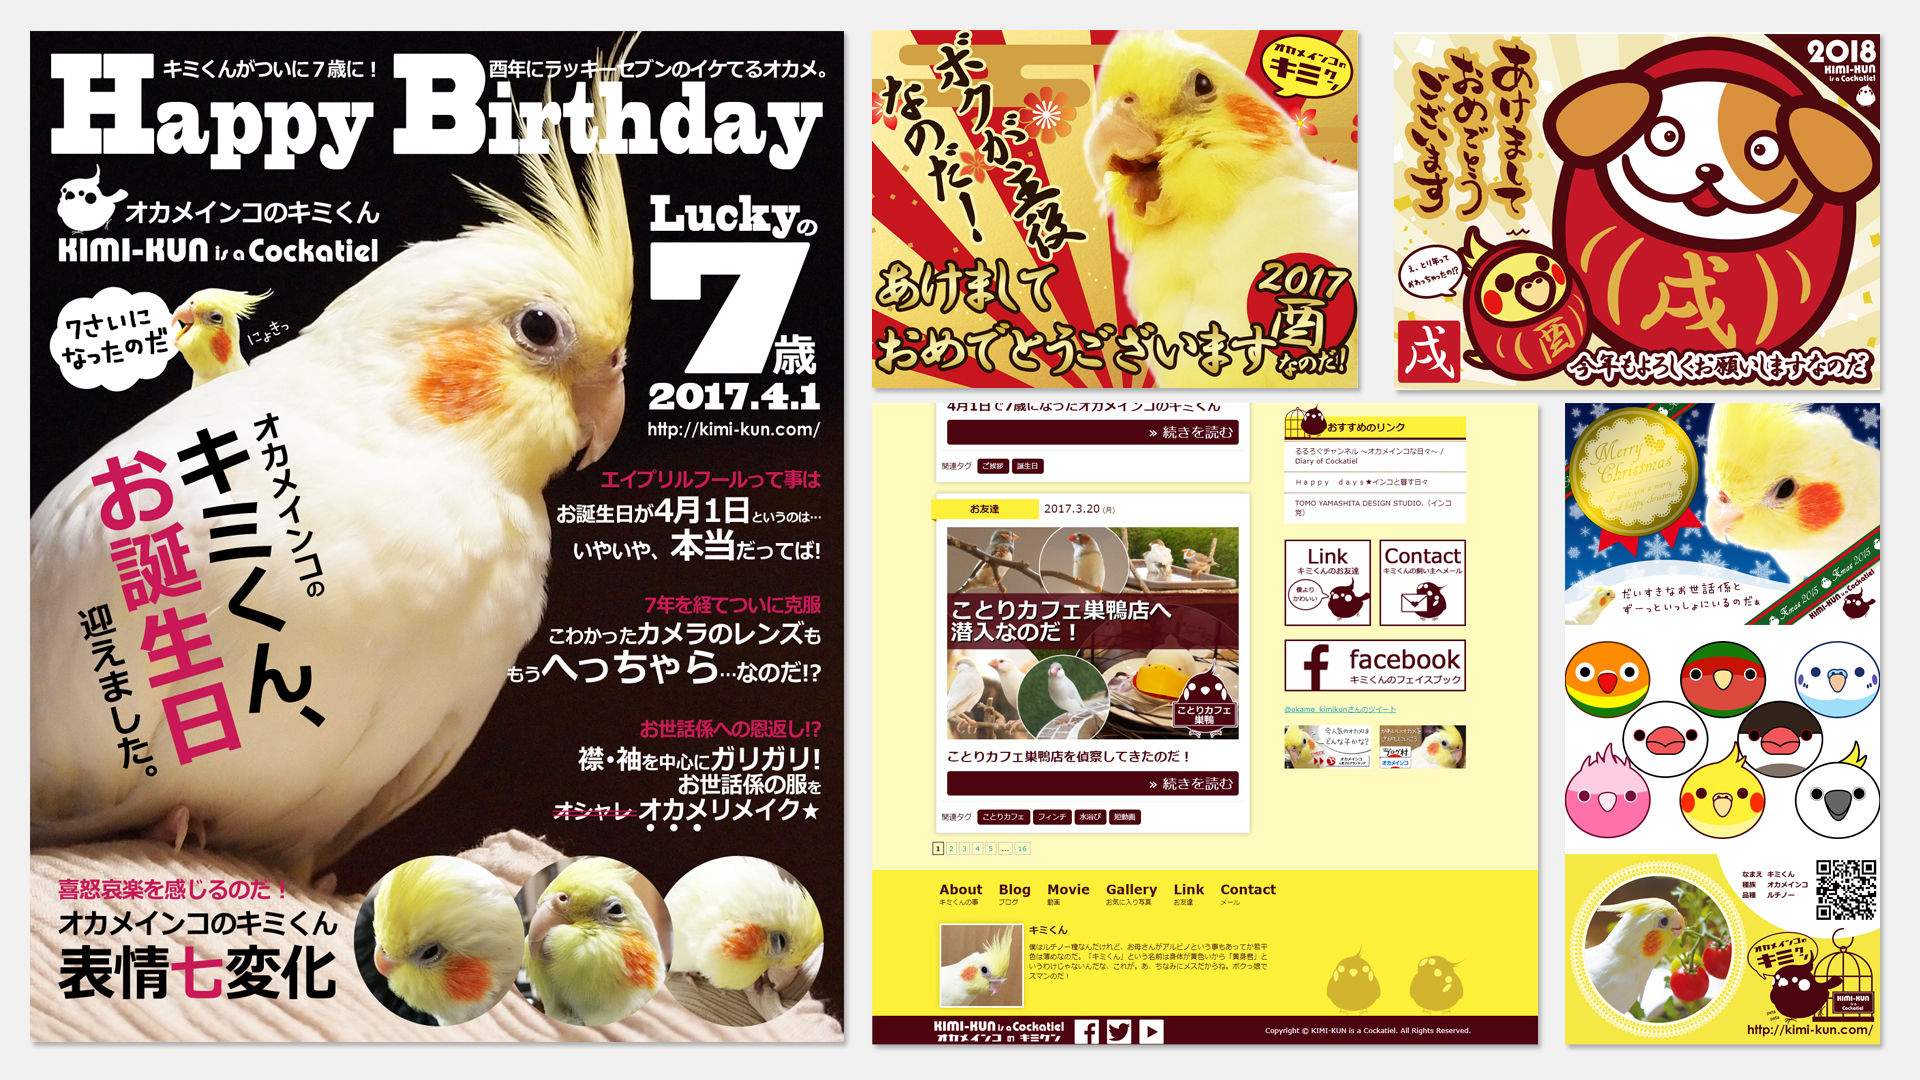 Happy Birthday
キミくんがついに7歳に！
酉年にラッキーセブンのイケてるオカメ。
オカメインコのキミくん
KIMI-KUN is a Cockatiel
7さいに
なったのだ
にょきっ
Luckyの
7歳
2017.4.1
http://kimi-kun.com/
オカメインコの
キミくん、
お誕生日
迎えました。
エイプリルフールって事は
お誕生日が4月1日というのは…
いやいや、本当だってば！
7年を経てついに克服
こわかったカメラのレンズも
もうへっちゃら…なのだ!?
お世話係への恩返し!?
襟・袖を中心にガリガリ！
お世話係の服を
オシャレ オカメリメイク★
喜怒哀楽を感じるのだ！
オカメインコのキミくん
表情七変化
ボクが主役
なのだ！
オカメインコの
キミクン
あけまして
おめでとうございます
2017
酉
なのだ！
あけまして
おめでとう
ございます
2018
KIMI-KUN
is a Cockatiel
え、とり年って
おわっちゃったの!?
酉
戌
戌
今年もよろしくお願いしますなのだ
4月1日で7歳になったオカメインコのキミくん
» 続きを読む
関連タグ ご挨拶 誕生日
お友達
2017.3.20 (月)
ことりカフェ巣鴨店へ
潜入なのだ！
ことりカフェ
巣鴨
ことりカフェ巣鴨店を偵察してきたのだ！
» 続きを読む
関連タグ ことりカフェ フィンチ 水浴び 短動画
1 2 3 4 5 ... 16
おすすめのリンク
るるろぐチャンネル 〜オカメインコな日々〜 /
Diary of Cockatiel
Ｈａｐｐｙ　ｄａｙｓ★インコと暮す日々
TOMO YAMASHITA DESIGN STUDIO.（インコ
党）
Link
キミくんのお友達
僕より
かわいい
Contact
キミくんの飼い主へメール
facebook
キミくんのフェイスブック
@okame_kimikunさんのツイート
今人気のオカメは
どんな子かな？
ブログ村
オカメインコ
About Blog Movie Gallery Link Contact
キミくんの事 ブログ 動画 お気に入り写真 お友達 メール
キミくん
僕はルチノー種なんだけれど、お母さんがアルビノという事もあってか若干
色は薄めなのだ。「キミくん」という名前は身体が黄色いから「黄身君」と
いうわけじゃないんだな、これが。あ、ちなみにメスだからね。ボクっ娘で
スマンのだ！
KIMI-KUN is a Cockatiel
オカメインコ の キミクン
Copyright © KIMI-KUN is a Cockatiel. All Rights Reserved.
Merry
Christmas
I wish you a merry
だいすきなお世話係と
ずーっといっしょにいるのだ
Xmas 2015
Xmas 2015
KIMI-KUN is a Cockatiel
なまえ キミくん
種族 オカメインコ
品種 ルチノー
オカメインコの
キミクン
KIMI-KUN
is a
Cockatiel
http://kimi-kun.com/